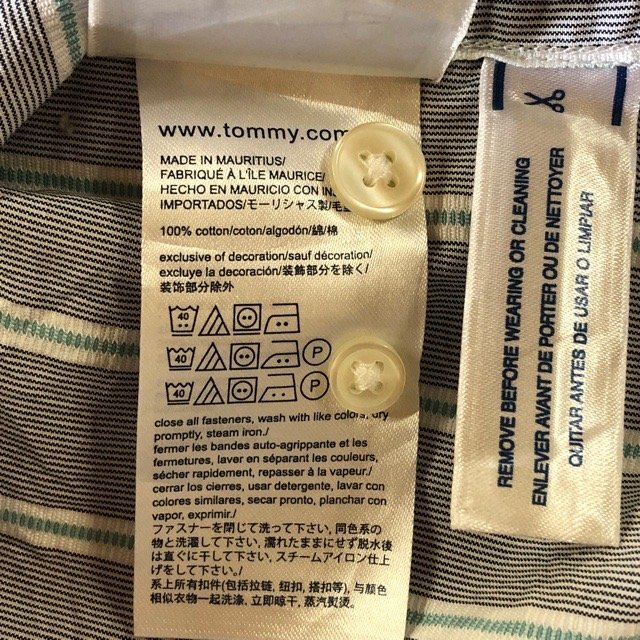 www.tommy.com
MADE IN MAURITIUS/
FABRIQUÉ À L'ÎLE MAURICE/
HECHO EN MAURICIO CON
IMPORTADOS/モーリシャス製/
100% cotton/coton/algodón/綿/棉
exclusive of decoration/sauf décoration/
excluye la decoración/装飾部分を除く/
装饰部分除外
40
40 P
40 P
close all fasteners, wash with like colors, dry
promptly, steam iron./
fermer les bandes auto-agrippante et les
fermetures, laver en séparant les couleurs,
sécher rapidement, repasser à la vapeur./
cerrar los cierres, usar detergente, lavar con
colores similares, secar pronto, planchar con
vapor, exprimir./
ファスナーを閉じて洗って下さい, 同色系の
物と洗濯して下さい, 濡れたままにせず脱水後
は直ぐに干して下さい, スチームアイロン仕上
げをして下さい./
系上所有扣件(包括拉链, 纽扣, 搭扣等), 与颜色
相似衣物一起洗涤, 立即晾干, 蒸汽熨烫.
REMOVE BEFORE WEARING OR CLEANING
ENLEVER AVANT DE PORTER OU DE NETTOYER
QUITAR ANTES DE USAR O LIMPIAR